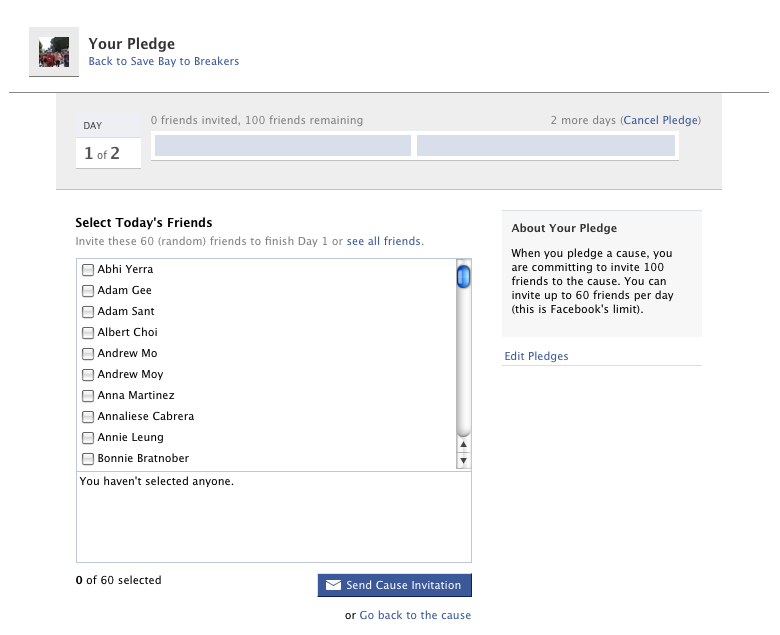 Your Pledge
Back to Save Bay to Breakers
DAY
1 of 2
0 friends invited, 100 friends remaining
2 more days (Cancel Pledge)
Select Today's Friends
Invite these 60 (random) friends to finish Day 1 or see all friends.
Abhi Yerra
Adam Gee
Adam Sant
Albert Choi
Andrew Mo
Andrew Moy
Anna Martinez
Annaliese Cabrera
Annie Leung
Bonnie Bratnober
You haven't selected anyone.
0 of 60 selected
Send Cause Invitation
or Go back to the cause
About Your Pledge
When you pledge a cause, you
are committing to invite 100
friends to the cause. You can
invite up to 60 friends per day
(this is Facebook's limit).
Edit Pledges